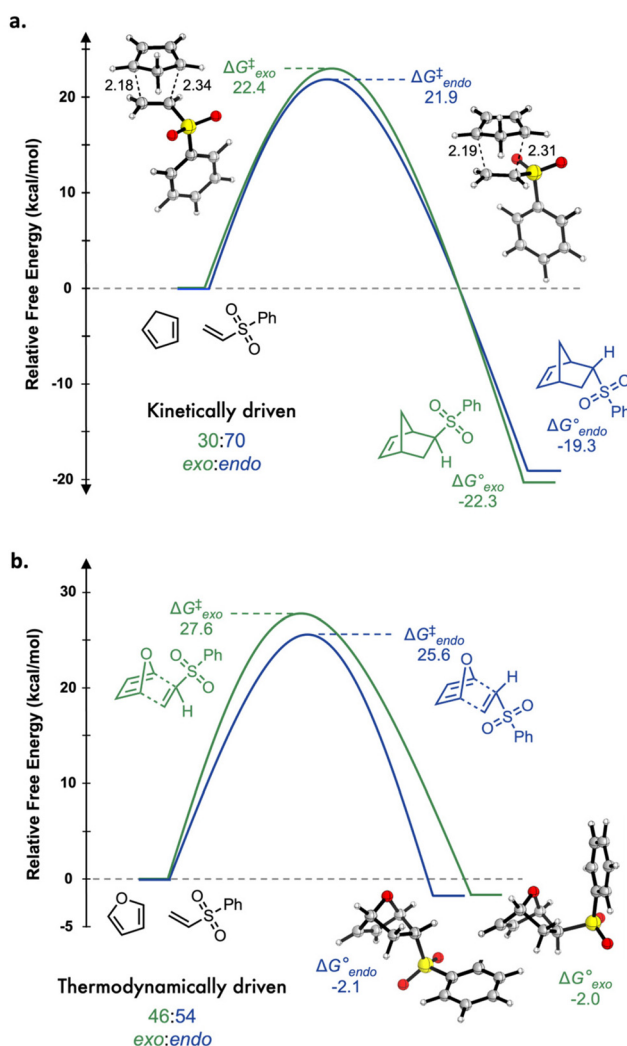 a.
Relative Free Energy (kcal/mol)
20
10
0
-10
-20
2.18
2.34
ΔG‡exo
22.4
ΔG‡endo
21.9
2.19
2.31
Ph
S
O
O
Kinetically driven
30:70
exo:endo
Ph
S
O
O
H
ΔG°exo
-22.3
H
S
O
O
Ph
ΔG°endo
-19.3
b.
Relative Free Energy (kcal/mol)
30
20
10
0
-5
ΔG‡exo
27.6
O
Ph
S
O
O
H
ΔG‡endo
25.6
O
H
S
O
O
Ph
O
Ph
S
O
O
Thermodynamically driven
46:54
exo:endo
ΔG°endo
-2.1
ΔG°exo
-2.0